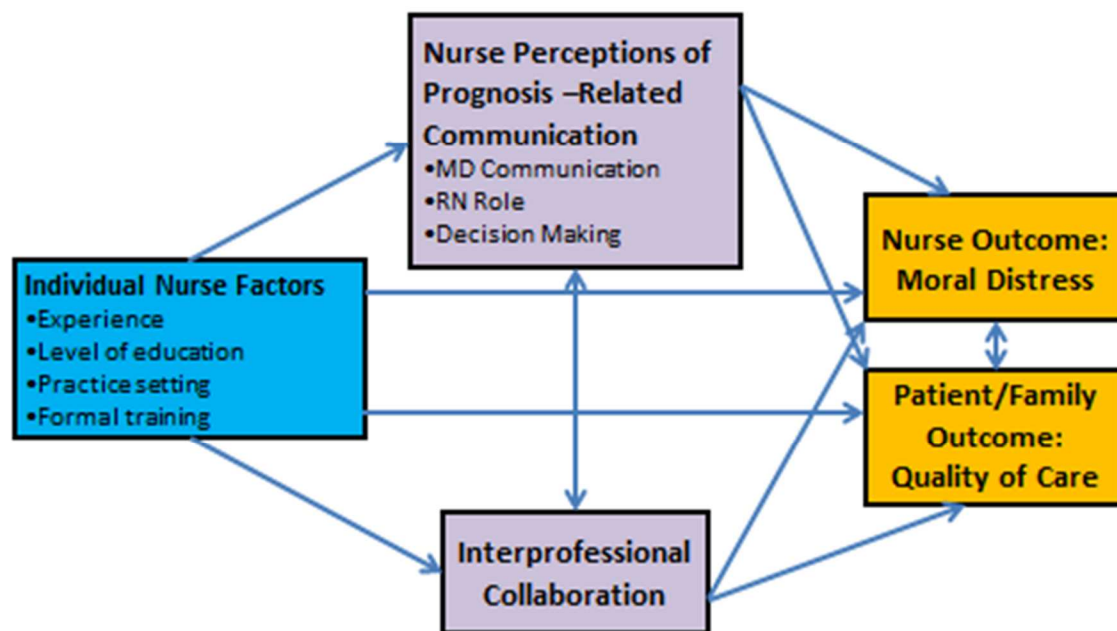 Nurse Perceptions of
Prognosis –Related
Communication
•MD Communication
•RN Role
•Decision Making
Individual Nurse Factors
•Experience
•Level of education
•Practice setting
•Formal training
Interprofessional
Collaboration
Nurse Outcome:
Moral Distress
Patient/Family
Outcome:
Quality of Care